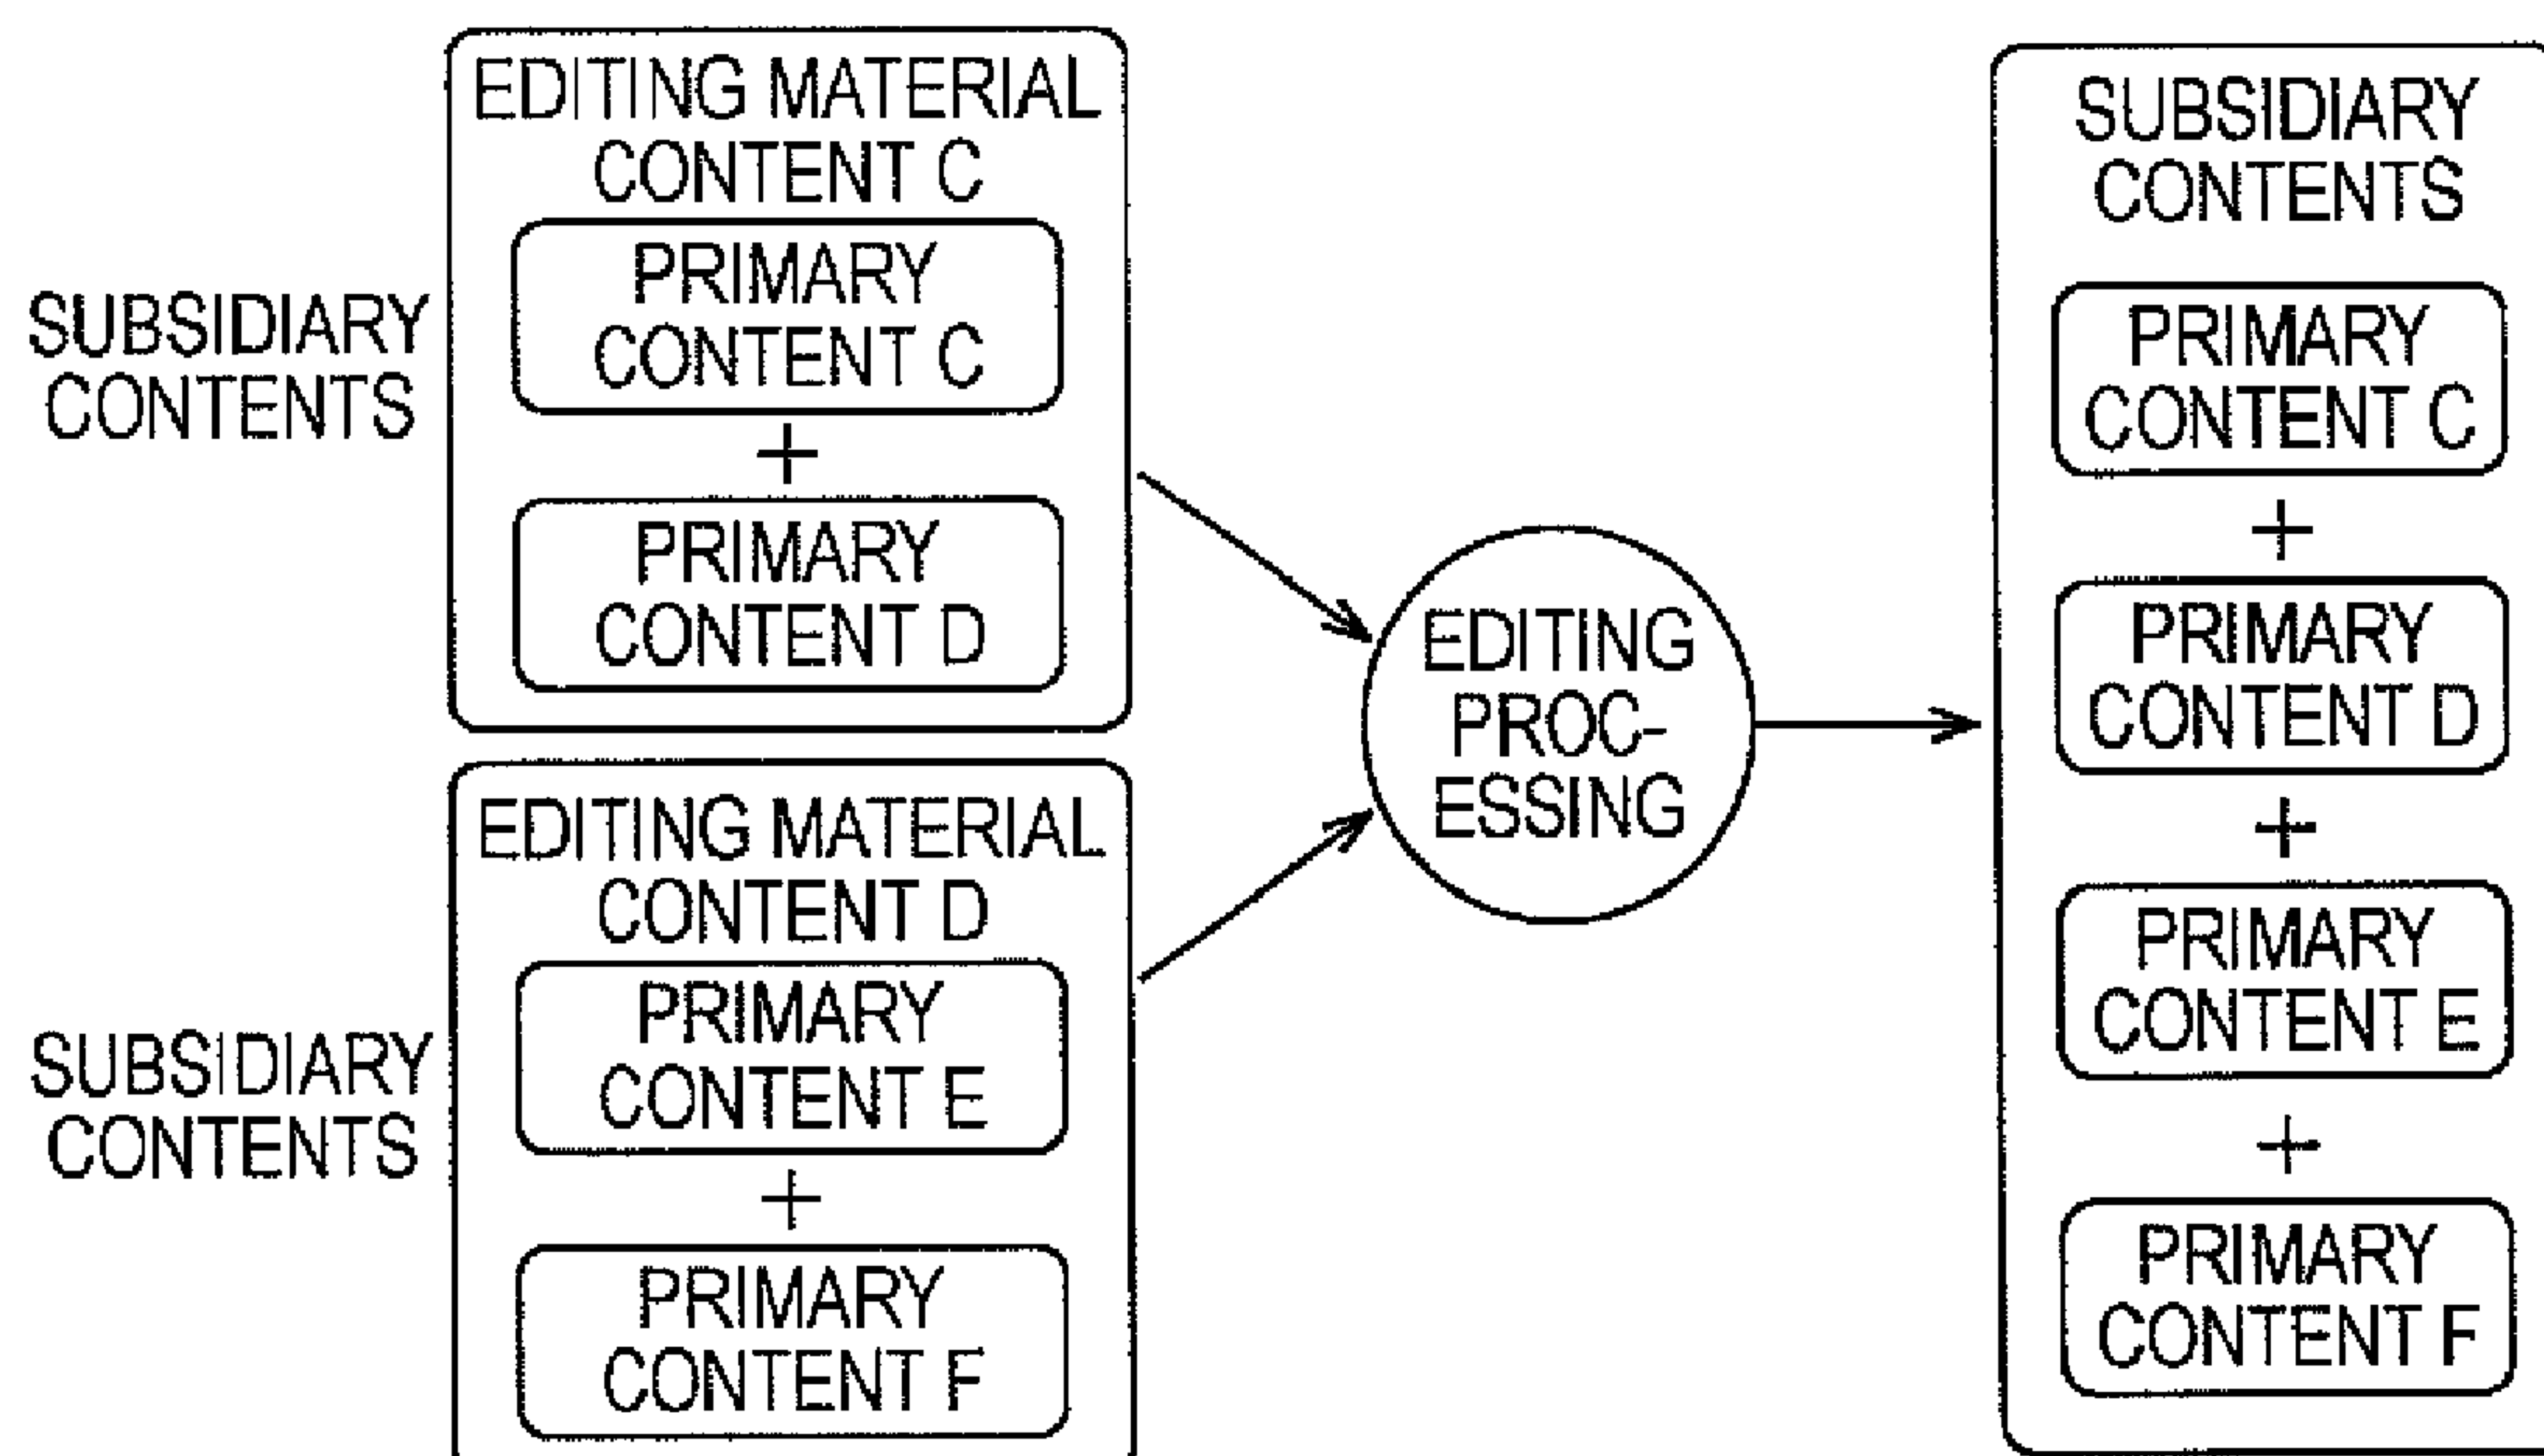 SUBSIDIARY
CONTENTS
EDITING MATERIAL
CONTENT C
PRIMARY
CONTENT C
+
PRIMARY
CONTENT D
SUBSIDIARY
CONTENTS
EDITING MATERIAL
CONTENT D
PRIMARY
CONTENT E
+
PRIMARY
CONTENT F
EDITING
PROC-
ESSING
SUBSIDIARY
CONTENTS
PRIMARY
CONTENT C
+
PRIMARY
CONTENT D
+
PRIMARY
CONTENT E
+
PRIMARY
CONTENT F